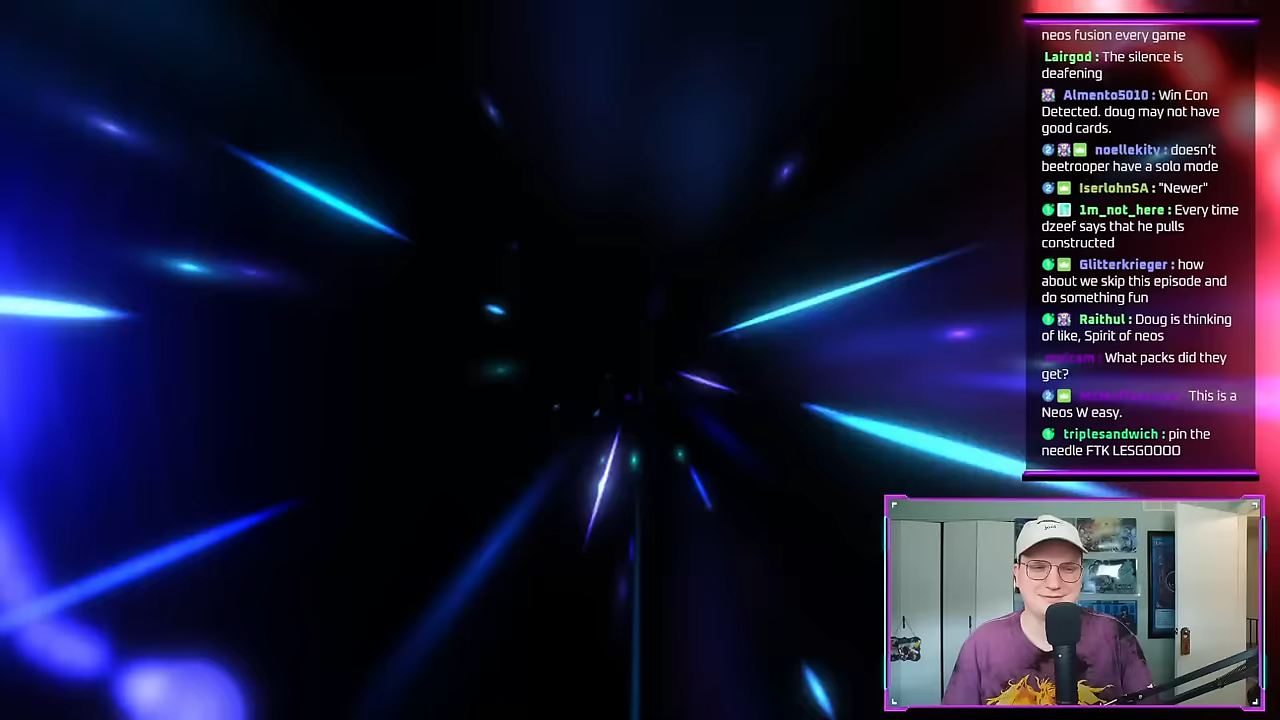 neos fusion every game
Lairgod : The silence is
deafening
Almento5010 : Win Con
Detected. doug may not have
good cards.
noellekity : doesn't
beetrooper have a solo mode
IserlohnSA : "Newer"
1m_not_here : Every time
dzeef says that he pulls
constructed
Glitterkrieger : how
about we skip this episode and
do something fun
Raithul : Doug is thinking
of like, Spirit of neos
: What packs did they
get?
This is a
Neos W easy.
triplesandwich : pin the
needle FTK LESGOOOO